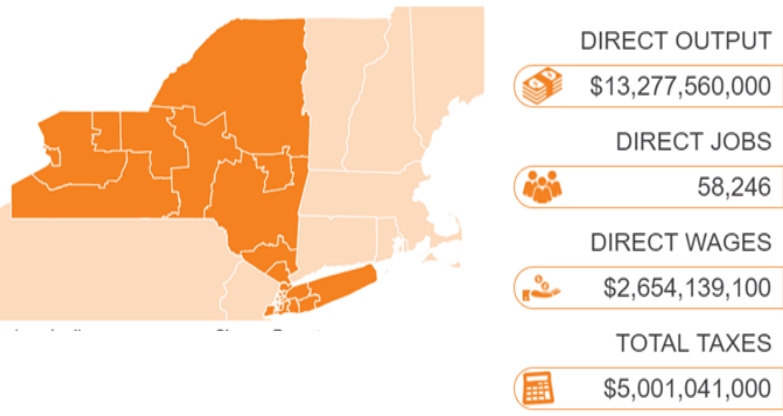 DIRECT OUTPUT
$13,277,560,000
DIRECT JOBS
58,246
DIRECT WAGES
$2,654,139,100
TOTAL TAXES
$5,001,041,000